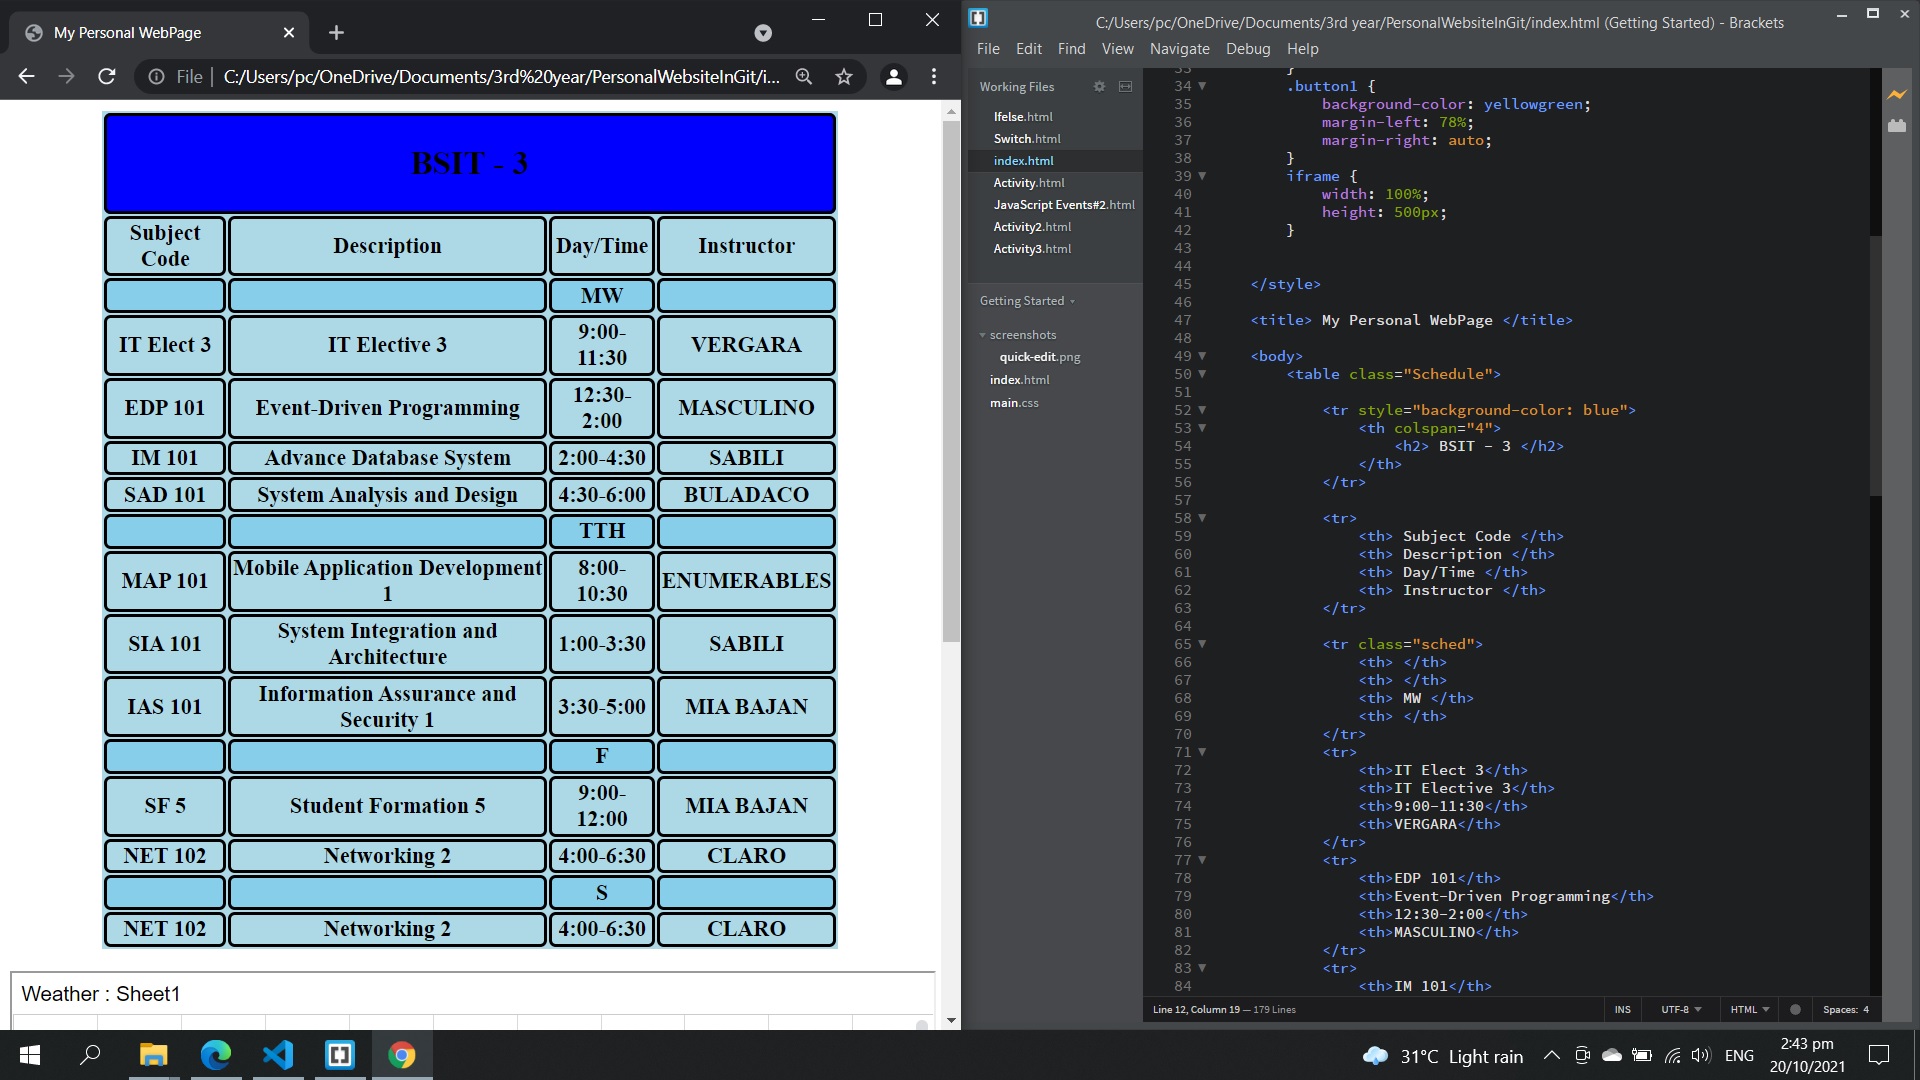 My Personal WebPage
File
C:/Users/pc/OneDrive/Documents/3rd%20year/PersonalWebsiteInGit/i...
BSIT - 3
Subject Code Description Day/Time Instructor
MW
IT Elect 3 IT Elective 3 9:00-11:30 VERGARA
EDP 101 Event-Driven Programming 12:30-2:00 MASCULINO
IM 101 Advance Database System 2:00-4:30 SABILI
SAD 101 System Analysis and Design 4:30-6:00 BULADACO
TTH
MAP 101 Mobile Application Development 1 8:00-10:30 ENUMERABLES
SIA 101 System Integration and Architecture 1:00-3:30 SABILI
IAS 101 Information Assurance and Security 1 3:30-5:00 MIA BAJAN
F
SF 5 Student Formation 5 9:00-12:00 MIA BAJAN
NET 102 Networking 2 4:00-6:30 CLARO
S
NET 102 Networking 2 4:00-6:30 CLARO
Weather : Sheet1
C:/Users/pc/OneDrive/Documents/3rd year/PersonalWebsiteInGit/index.html (Getting Started) - Brackets
File Edit Find View Navigate Debug Help
Working Files
Ifelse.html
Switch.html
index.html
Activity.html
JavaScript Events#2.html
Activity2.html
Activity3.html
Getting Started
screenshots
quick-edit.png
index.html
main.css
33 }
34 .button1 {
35 background-color: yellowgreen;
36 margin-left: 78%;
37 margin-right: auto;
38 }
39 iframe {
40 width: 100%;
41 height: 500px;
42 }
43
44
45 </style>
46
47 <title> My Personal WebPage </title>
48
49 <body>
50 <table class="Schedule">
51
52 <tr style="background-color: blue">
53 <th colspan="4">
54 <h2> BSIT - 3 </h2>
55 </th>
56 </tr>
57
58 <tr>
59 <th> Subject Code </th>
60 <th> Description </th>
61 <th> Day/Time </th>
62 <th> Instructor </th>
63 </tr>
64
65 <tr class="sched">
66 <th> </th>
67 <th> </th>
68 <th> MW </th>
69 <th> </th>
70 </tr>
71 <tr>
72 <th>IT Elect 3</th>
73 <th>IT Elective 3</th>
74 <th>9:00-11:30</th>
75 <th>VERGARA</th>
76 </tr>
77 <tr>
78 <th>EDP 101</th>
79 <th>Event-Driven Programming</th>
80 <th>12:30-2:00</th>
81 <th>MASCULINO</th>
82 </tr>
83 <tr>
84 <th>IM 101</th>
Line 12, Column 19 — 179 Lines
INS UTF-8 HTML Spaces: 4
31°C Light rain
ENG
2:43 pm
20/10/2021